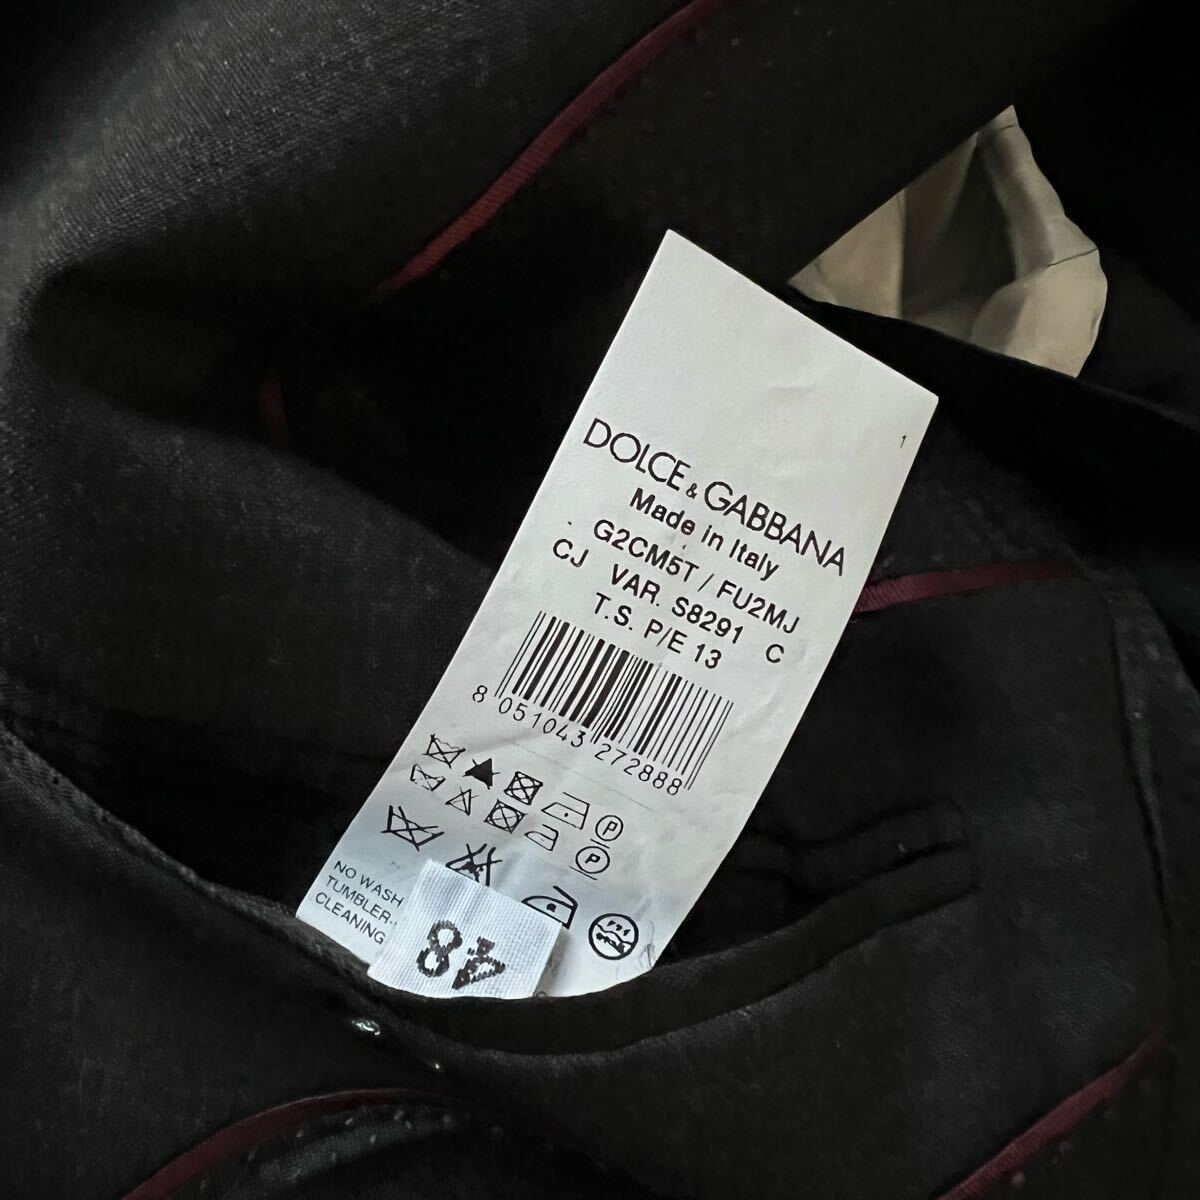 1
DOLCE & GABBANA
Made in Italy
G2CM5T / FU2MJ
CJ VAR. S8291 C
T.S. P/E 13
8 051043 272888
P
P
NO WASH
TUMBLER-
CLEANING
48